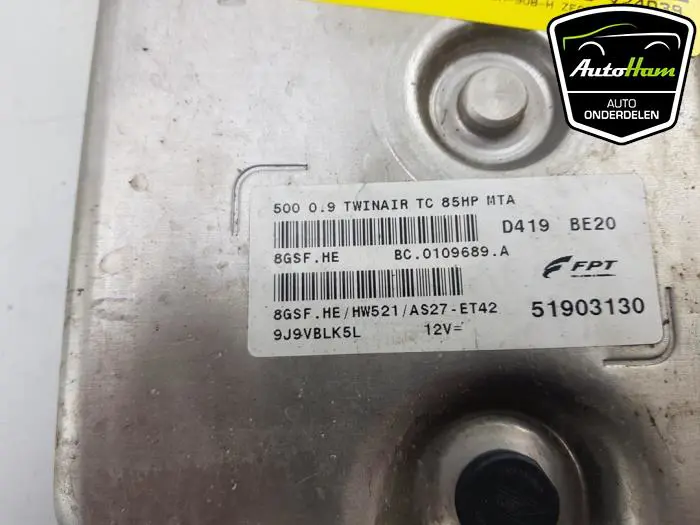 AutoHam
AUTO
ONDERDELEN
500 0.9 TWINAIR TC 85HP MTA
D419 BE20
8GSF.HE BC.0109689.A
FPT
8GSF.HE/HW521/AS27-ET42
51903130
9J9VBLK5L 12V=